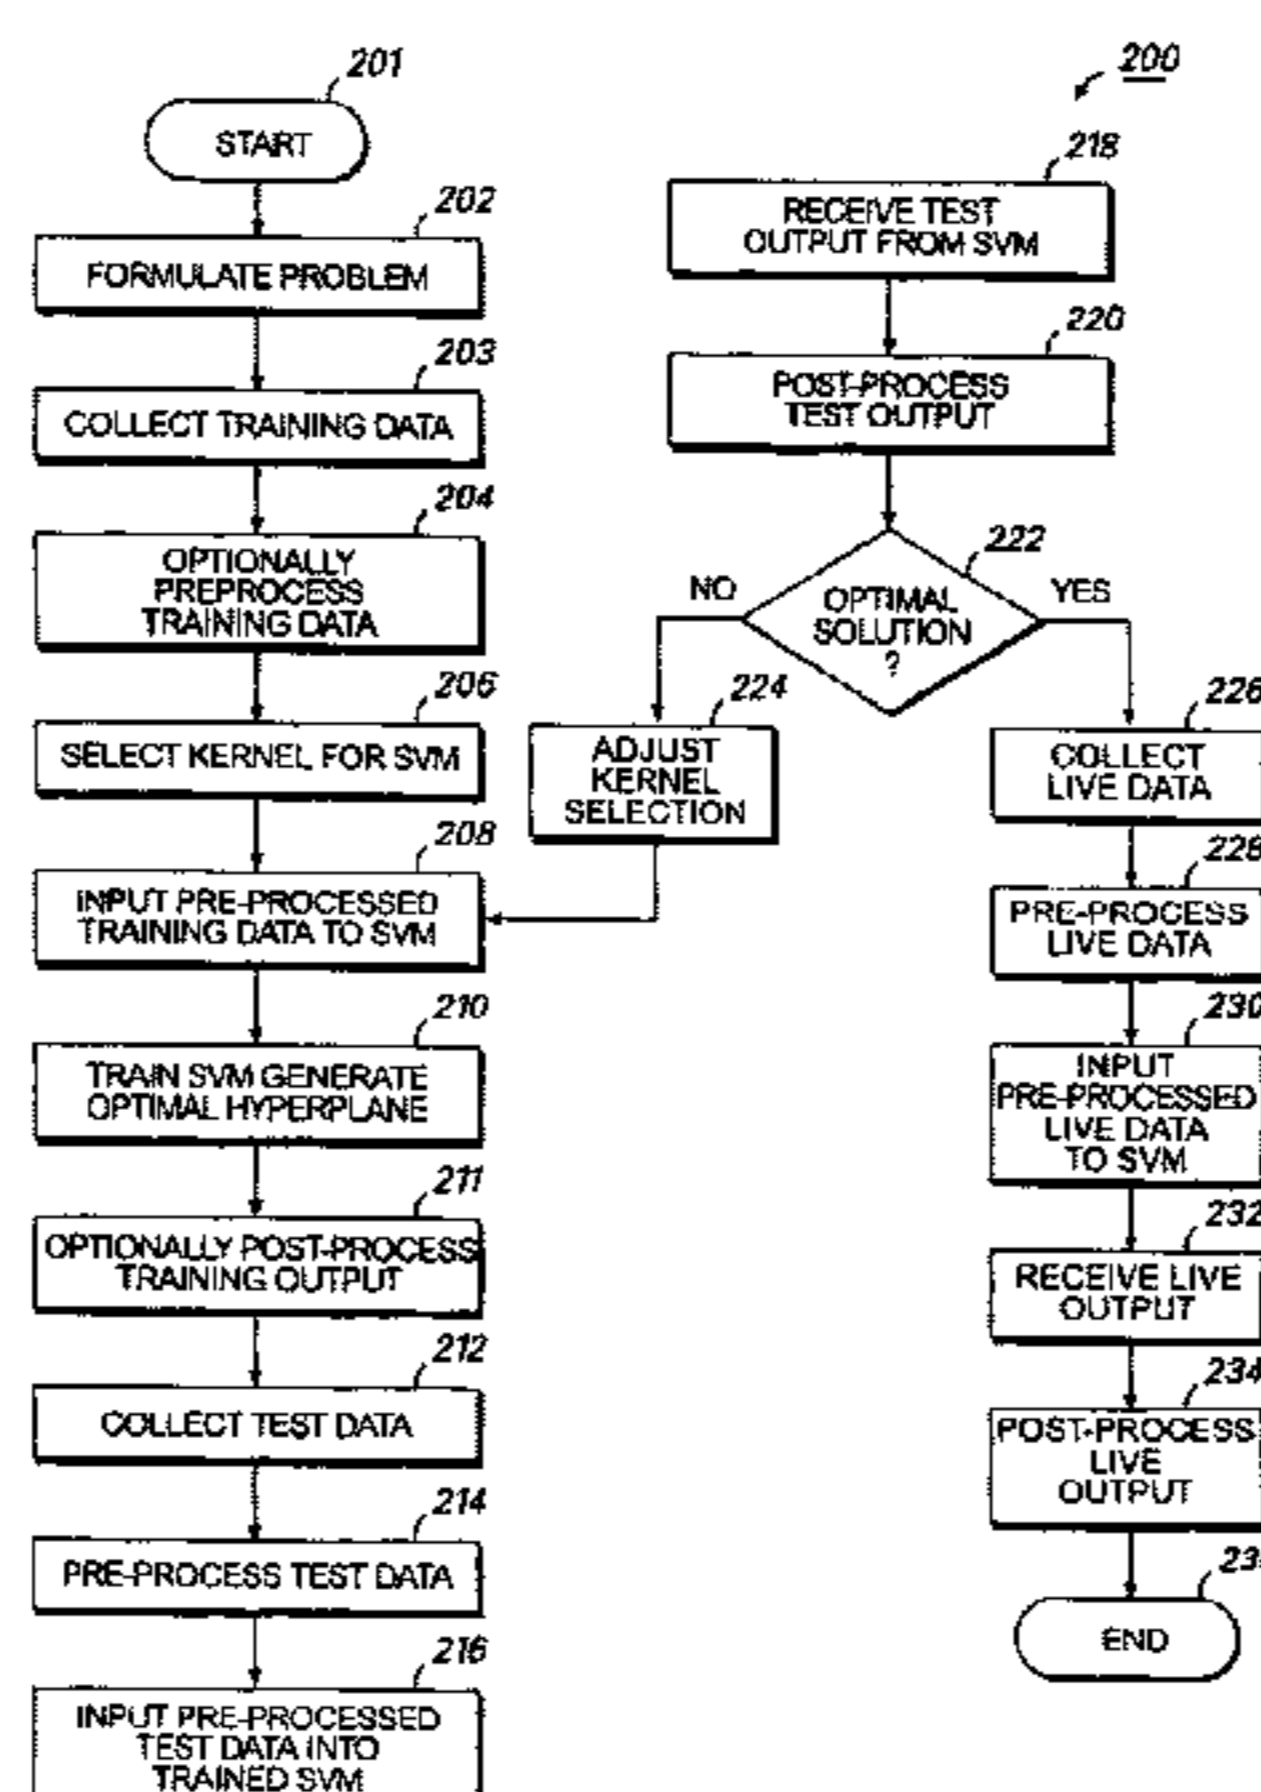 201
START
202
FORMULATE PROBLEM
203
COLLECT TRAINING DATA
204
OPTIONALLY
PREPROCESS
TRAINING DATA
206
SELECT KERNEL FOR SVM
208
INPUT PRE-PROCESSED
TRAINING DATA TO SVM
210
TRAIN SVM GENERATE
OPTIMAL HYPERPLANE
211
OPTIONALLY POST-PROCESS
TRAINING OUTPUT
212
COLLECT TEST DATA
214
PRE-PROCESS TEST DATA
216
INPUT PRE-PROCESSED
TEST DATA INTO
TRAINED SVM
200
218
RECEIVE TEST
OUTPUT FROM SVM
220
POST-PROCESS
TEST OUTPUT
222
OPTIMAL
SOLUTION
?
NO
YES
224
ADJUST
KERNEL
SELECTION
226
COLLECT
LIVE DATA
228
PRE-PROCESS
LIVE DATA
230
INPUT
PRE-PROCESSED
LIVE DATA
TO SVM
232
RECEIVE LIVE
OUTPUT
234
POST-PROCESS
LIVE
OUTPUT
END